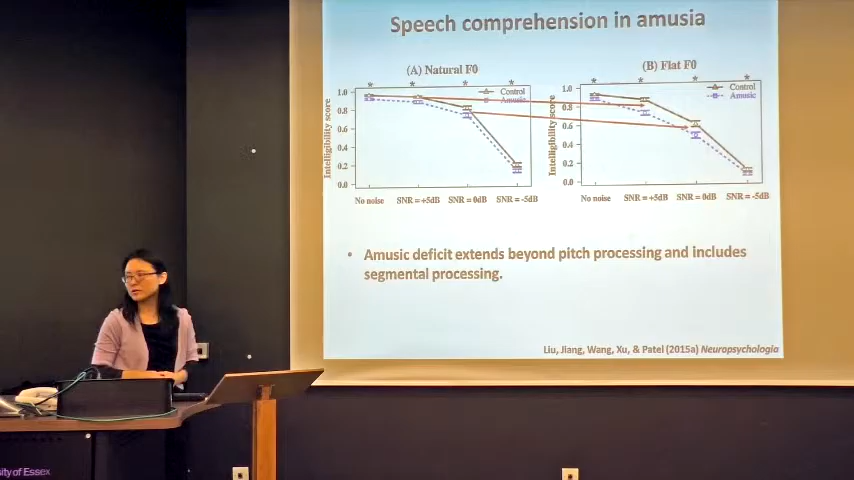 Speech comprehension in amusia
(A) Natural F0
* * * *
Control
Amusic
Intelligibility score
1.0
0.8
0.6
0.4
0.2
0.0
No noise SNR = +5dB SNR = 0dB SNR = -5dB
(B) Flat F0
* * * *
Control
Amusic
Intelligibility score
1.0
0.8
0.6
0.4
0.2
0.0
No noise SNR = +5dB SNR = 0dB SNR = -5dB
• Amusic deficit extends beyond pitch processing and includes
segmental processing.
Liu, Jiang, Wang, Xu, & Patel (2015a) Neuropsychologia
sity of Essex